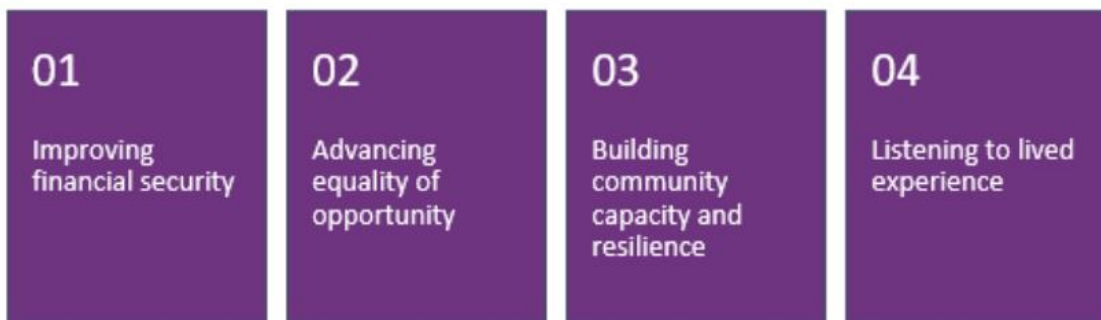 01
Improving
financial security
02
Advancing
equality of
opportunity
03
Building
community
capacity and
resilience
04
Listening to lived
experience